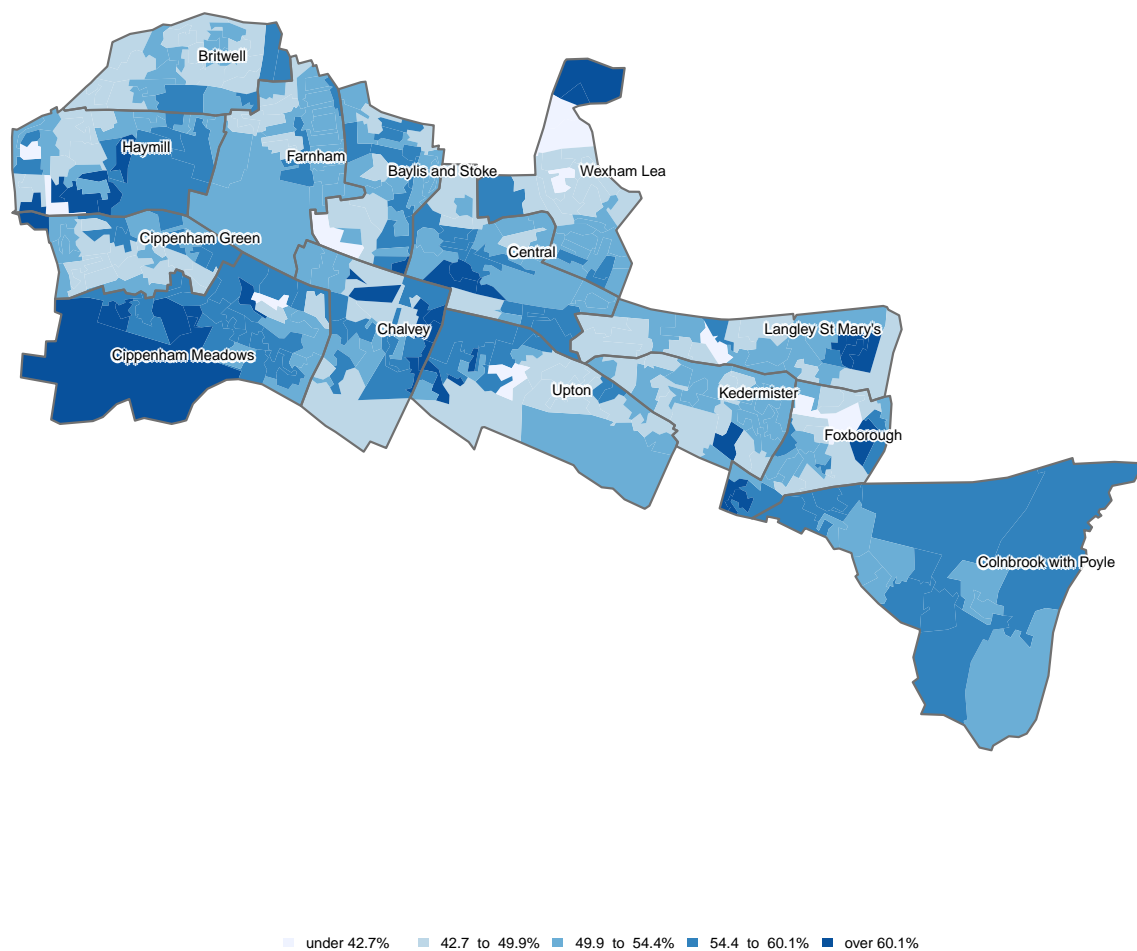 Britwell
Haymill
Farnham
Baylis and Stoke
Wexham Lea
Cippenham Green
Central
Chalvey
Langley St Mary's
Cippenham Meadows
Upton
Kedermister
Foxborough
Colnbrook with Poyle
under 42.7% 42.7 to 49.9% 49.9 to 54.4% 54.4 to 60.1% over 60.1%